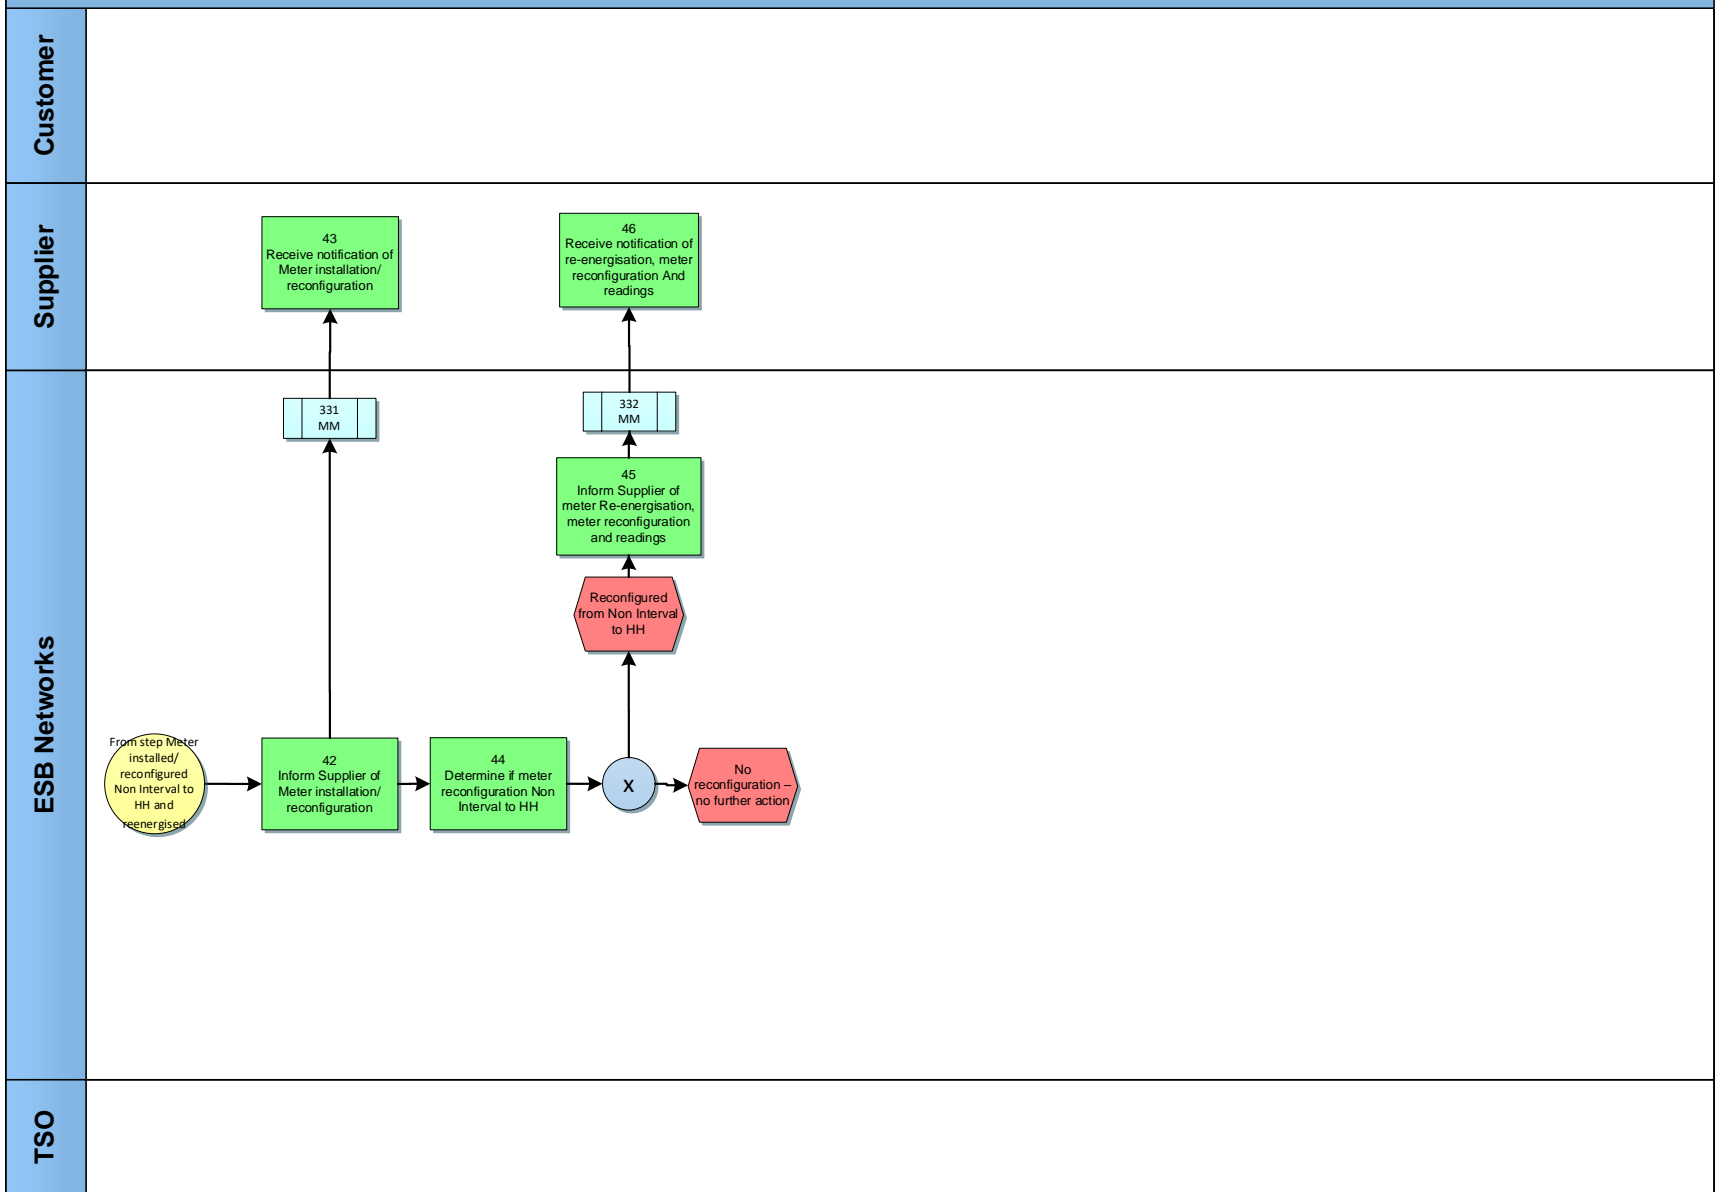 Customer
Supplier
43
Receive notification of
Meter installation/
reconfiguration
46
Receive notification of
re-energisation, meter
reconfiguration And
readings
ESB Networks
331
MM
332
MM
45
Inform Supplier of
meter Re-energisation,
meter reconfiguration
and readings
Reconfigured
from Non Interval
to HH
From step Meter
installed/
reconfigured
Non Interval to
HH and
reenergised
42
Inform Supplier of
Meter installation/
reconfiguration
44
Determine if meter
reconfiguration Non
Interval to HH
X
No
reconfiguration –
no further action
TSO